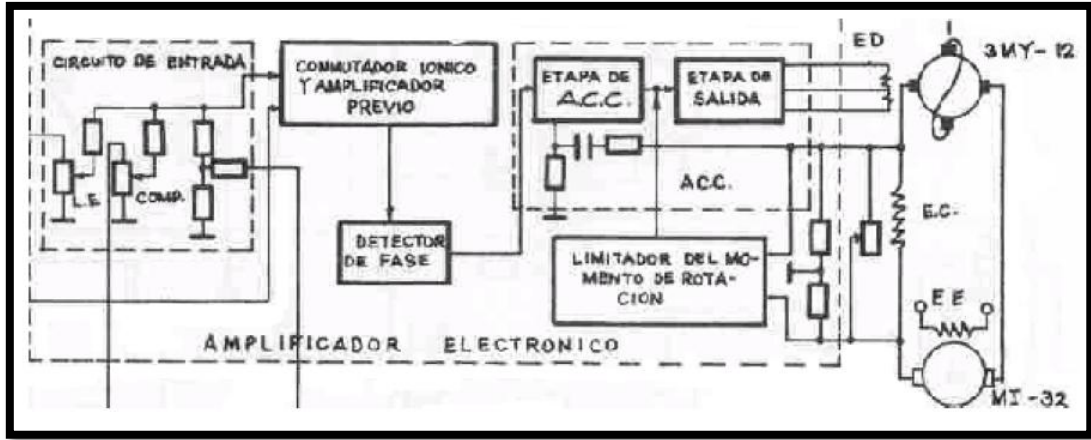 CIRCUITO DE ENTRADA
L.E
COMP.
COMMUTADOR IONICO
Y AMPLIFICADOR
PREVIO
DETECTOR
DE FASE
ETAPA DE
A.C.C.
ETAPA DE
SALIDA
A.C.C.
LIMITADOR DEL MO-
MENTO DE ROTA-
CION
AMPLIFICADOR ELECTRONICO
ED
3MY-12
E.C.
E E
MI-32